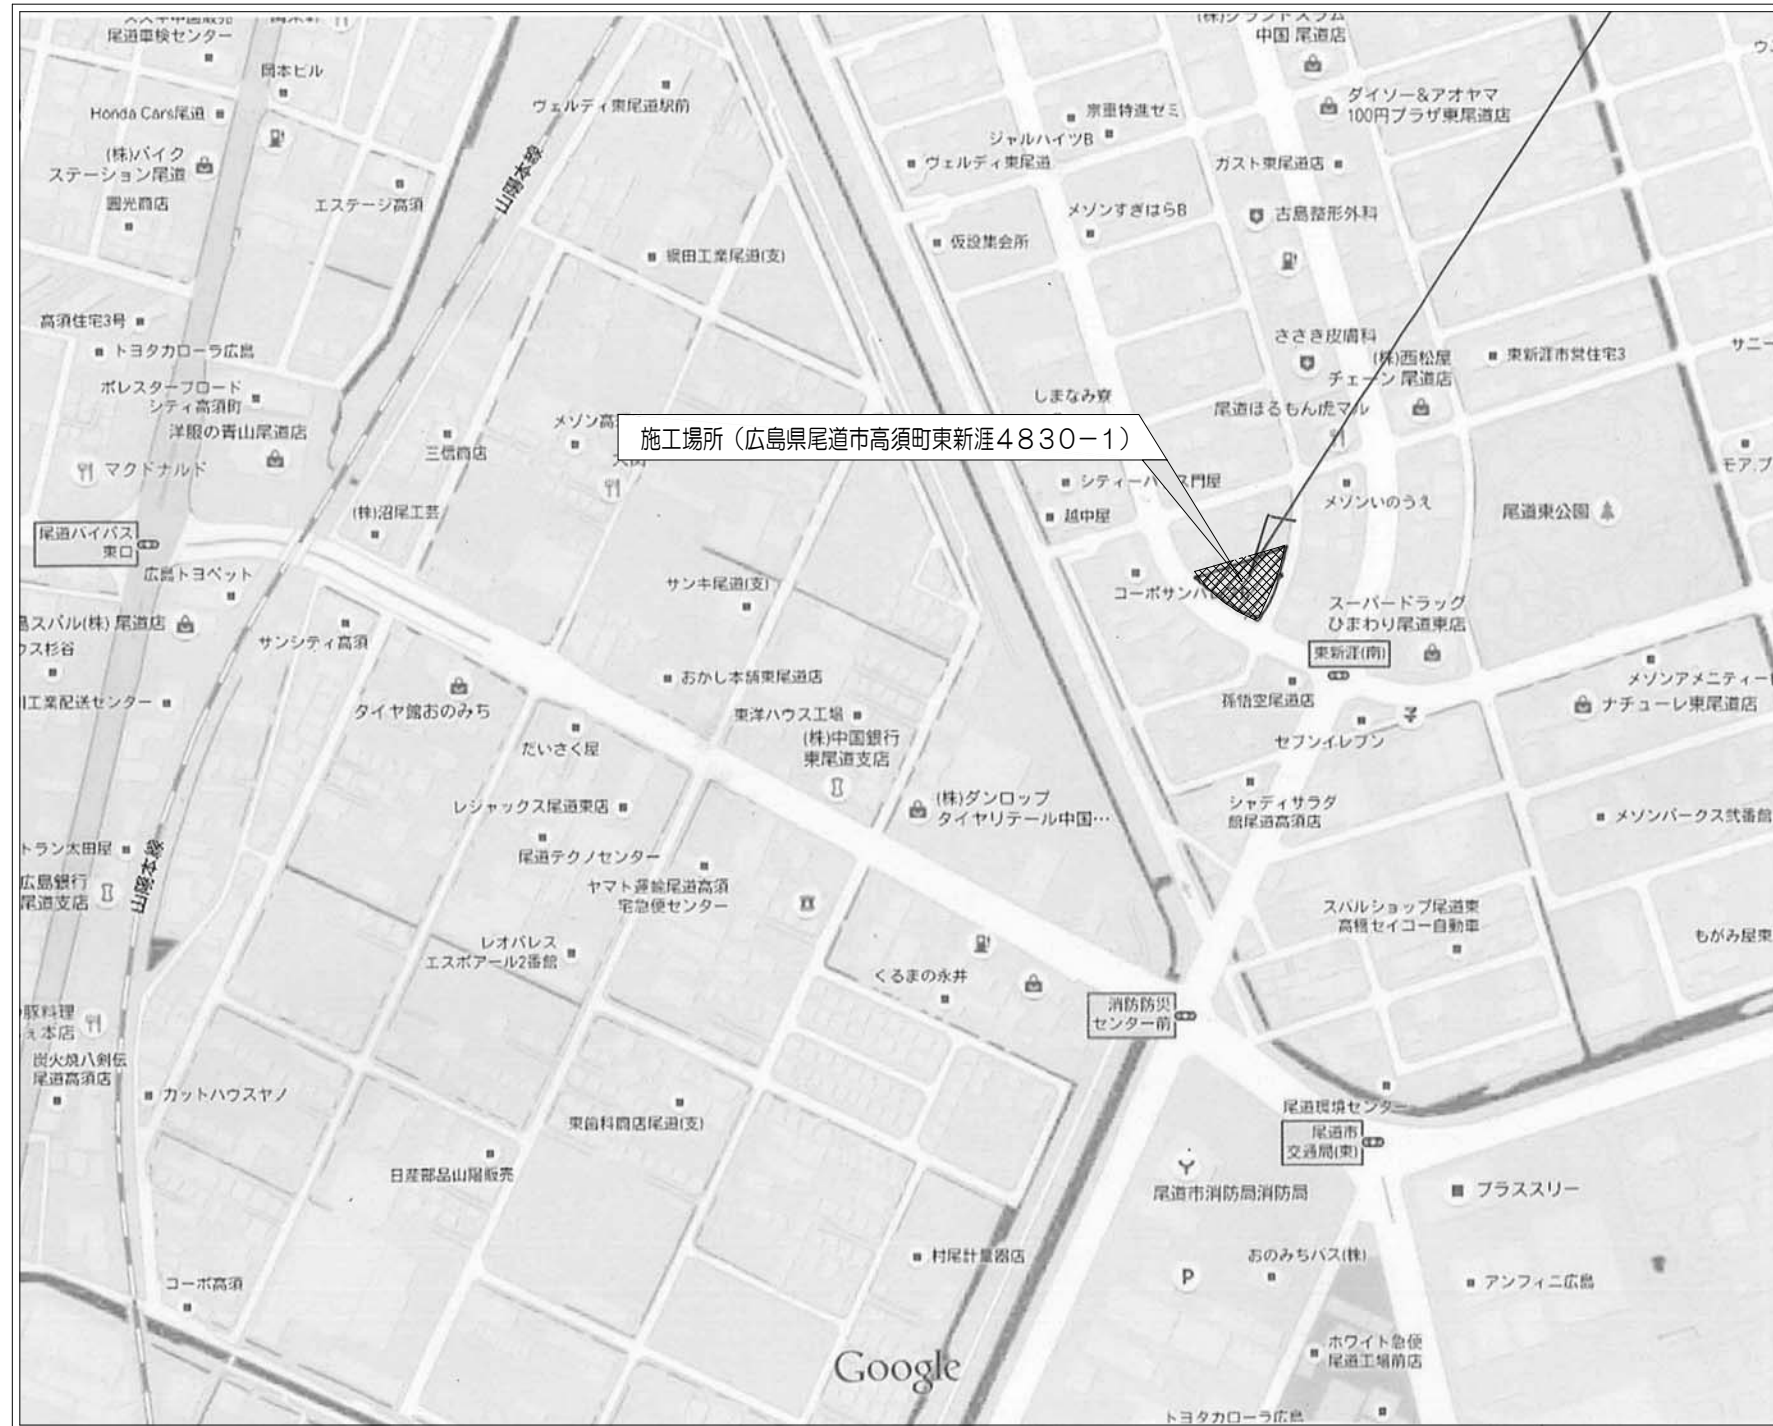 尾道車検センター
岡本ビル
Honda Cars尾道
(株)バイク
ステーション尾道
圓光商店
エステージ高須
ヴェルディ東尾道駅前
山陽本線
中国 尾道店
ダイソー&アオヤマ
100円プラザ東尾道店
宗重特進ゼミ
ジャルハイツB
ヴェルディ東尾道
ガスト東尾道店
メゾンすぎはらB
古島整形外科
仮設集会所
高須住宅3号
トヨタカローラ広島
ポレスターブロード
シティ高須町
洋服の青山尾道店
マクドナルド
三信商店
(株)沼尾工芸
ささき皮膚科
(株)西松屋
チェーン 尾道店
東新涯市営住宅3
しまなみ寮
尾道ほるもん虎マル
施工場所（広島県尾道市高須町東新涯4830－1）
越中屋
メゾンいのうえ
尾道東公園
尾道バイパス
東口
広島トヨペット
サンキ尾道(支)
スーパードラッグ
ひまわり尾道東店
東新涯(南)
島スバル(株) 尾道店
サンシティ高須
ウス杉谷
工業配送センター
おかし本舗東尾道店
タイヤ館おのみち
だいさく屋
東洋ハウス工場
(株)中国銀行
東尾道支店
孫悟空尾道店
セブンイレブン
メゾンアメニティー
ナチューレ東尾道店
レジャックス尾道東店
尾道テクノセンター
(株)ダンロップ
タイヤリテール中国…
シャディサラダ
館尾道高須店
メゾンパークス弐番館
トラン太田屋
広島銀行
尾道支店
山陽本線
ヤマト運輸尾道高須
宅急便センター
スバルショップ尾道東
高橋セイコー自動車
もがみ屋東
レオパレス
エスポアール2番館
くるまの永井
消防防災
センター前
豚料理
本店
炭火焼八剣伝
尾道高須店
カットハウスヤノ
東歯科商店尾道(支)
日産部品山陽販売
尾道環境センター
尾道市
交通局(東)
尾道市消防局消防局
プラススリー
村尾計量器店
おのみちバス(株)
P
アンフィニ広島
コーポ高須
Google
ホワイト急便
尾道工場前店
トヨタカローラ広島